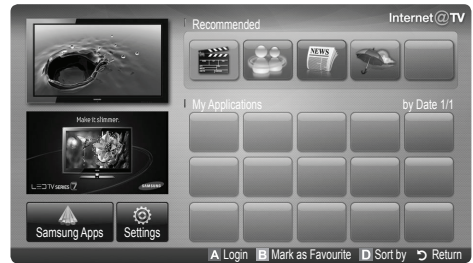 Internet@TV
Recommended
NEWS
My Applications by Date 1/1
Make it slimmer.
LED TV SERIES 7 SAMSUNG
Samsung Apps Settings
A Login B Mark as Favourite D Sort by Return